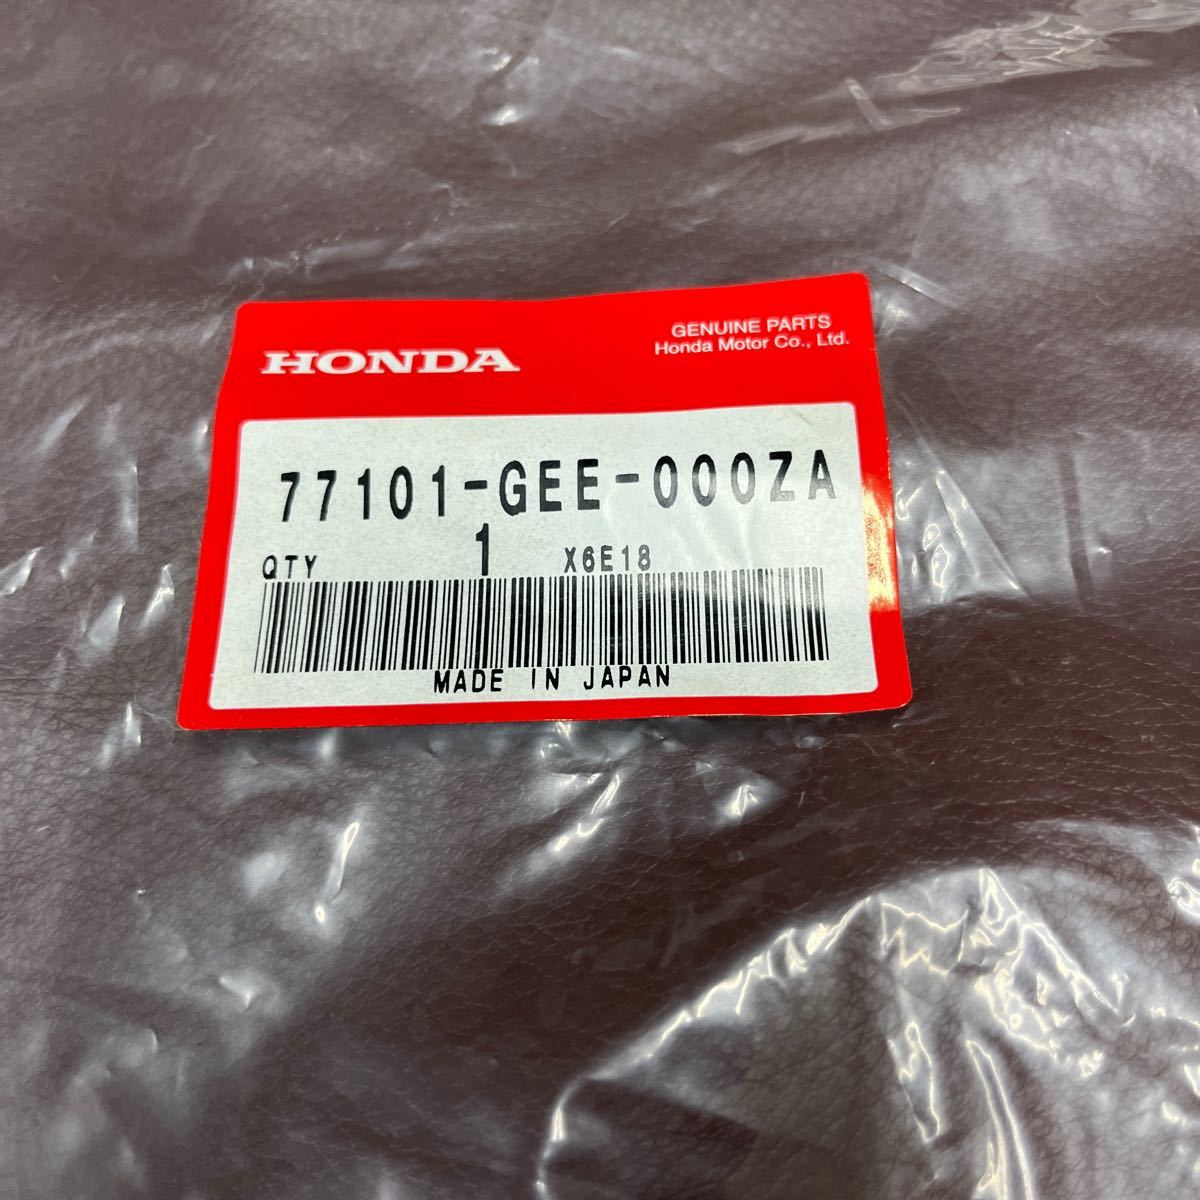 HONDA
GENUINE PARTS
Honda Motor Co., Ltd.
77101-GEE-000ZA
QTY 1 X6E18
MADE IN JAPAN